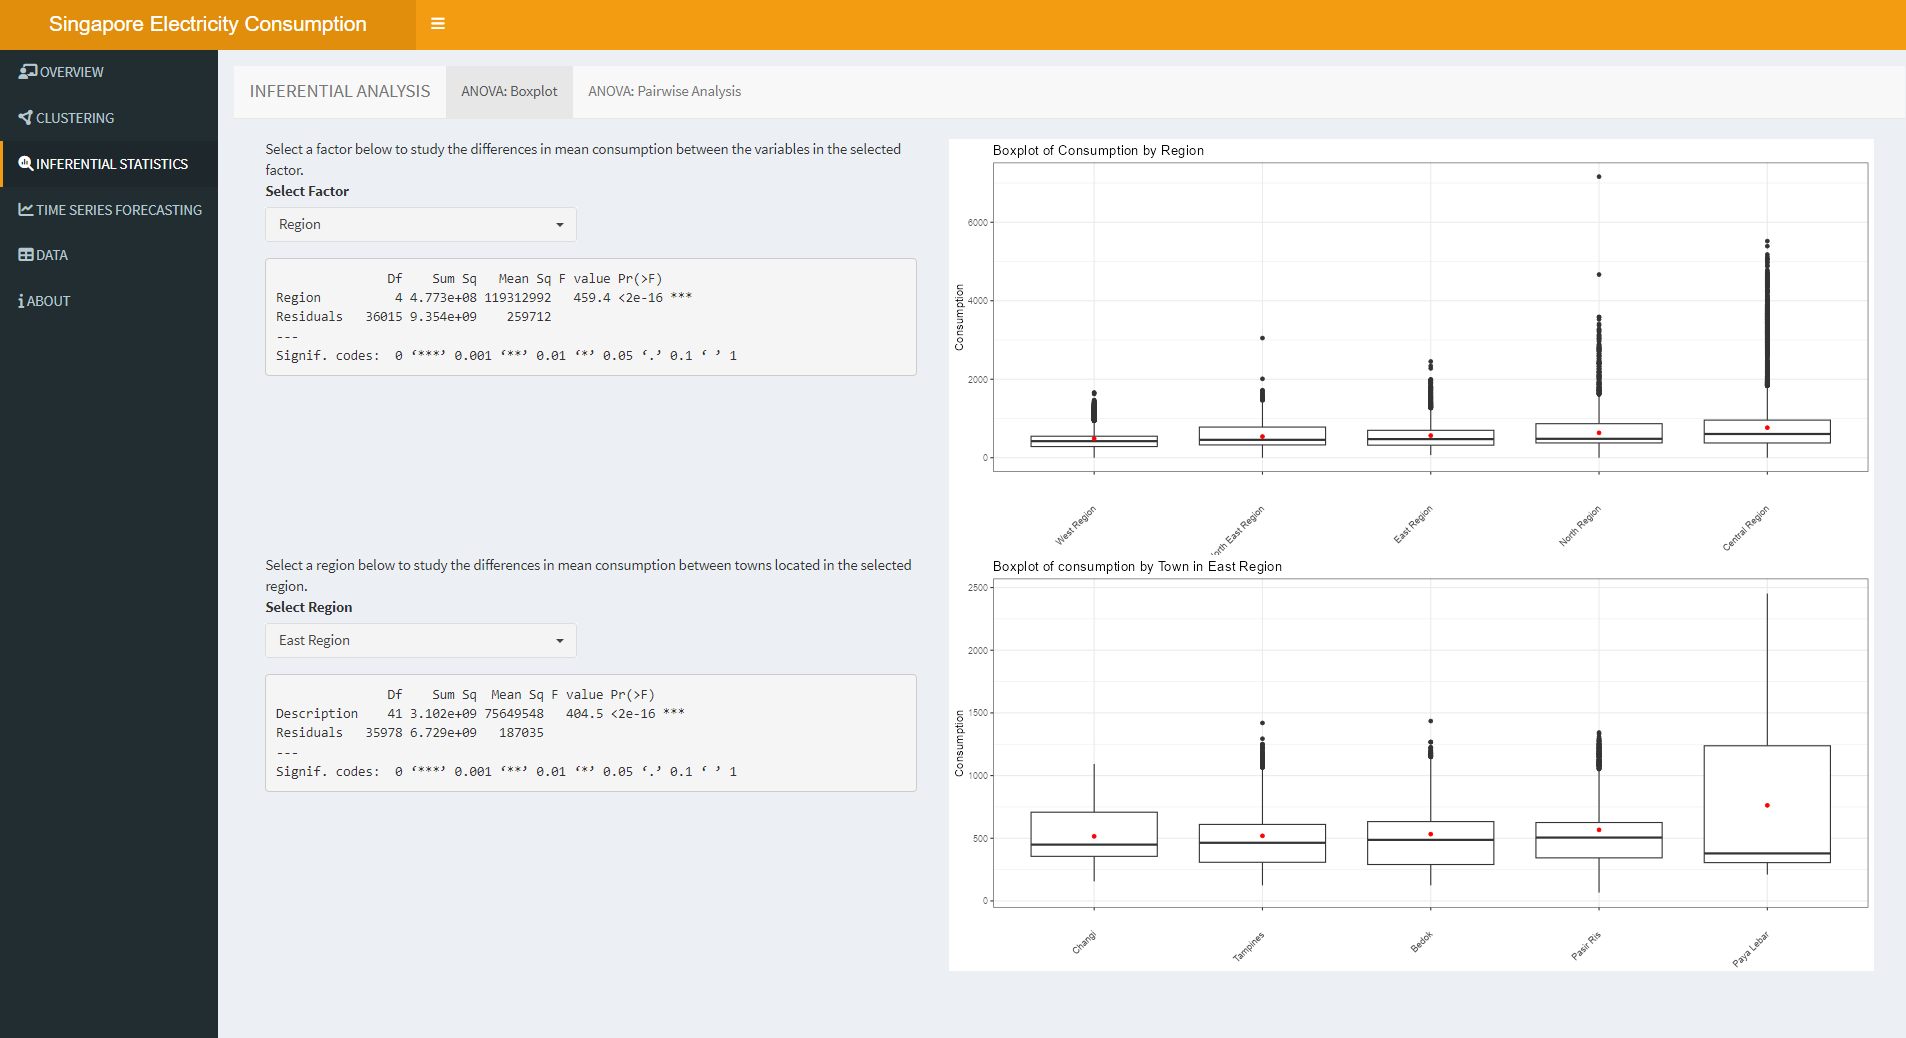 Singapore Electricity Consumption
OVERVIEW
CLUSTERING
INFERENTIAL STATISTICS
TIME SERIES FORECASTING
DATA
ABOUT
INFERENTIAL ANALYSIS
ANOVA: Boxplot
ANOVA: Pairwise Analysis
Select a factor below to study the differences in mean consumption between the variables in the selected
factor.
Select Factor
Region
Df Sum Sq Mean Sq F value Pr(>F)
Region 4 4.773e+08 119312992 459.4 <2e-16 ***
Residuals 36015 9.354e+09 259712
---
Signif. codes: 0 ‘***’ 0.001 ‘**’ 0.01 ‘*’ 0.05 ‘.’ 0.1 ‘ ’ 1
Boxplot of Consumption by Region
Consumption
6000
4000
2000
0
West Region
orth East Region
East Region
North Region
Central Region
Select a region below to study the differences in mean consumption between towns located in the selected
region.
Select Region
East Region
Df Sum Sq Mean Sq F value Pr(>F)
Description 41 3.102e+09 75649548 404.5 <2e-16 ***
Residuals 35978 6.729e+09 187035
---
Signif. codes: 0 ‘***’ 0.001 ‘**’ 0.01 ‘*’ 0.05 ‘.’ 0.1 ‘ ’ 1
Boxplot of consumption by Town in East Region
Consumption
2500
2000
1500
1000
500
0
Changi
Tampines
Bedok
Pasir Ris
Paya Lebar